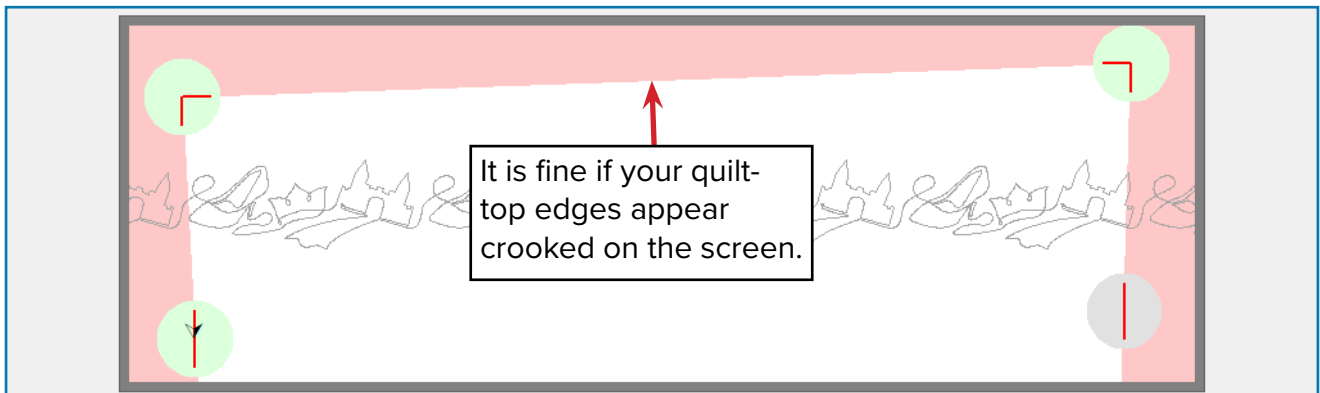 It is fine if your quilt-
top edges appear
crooked on the screen.